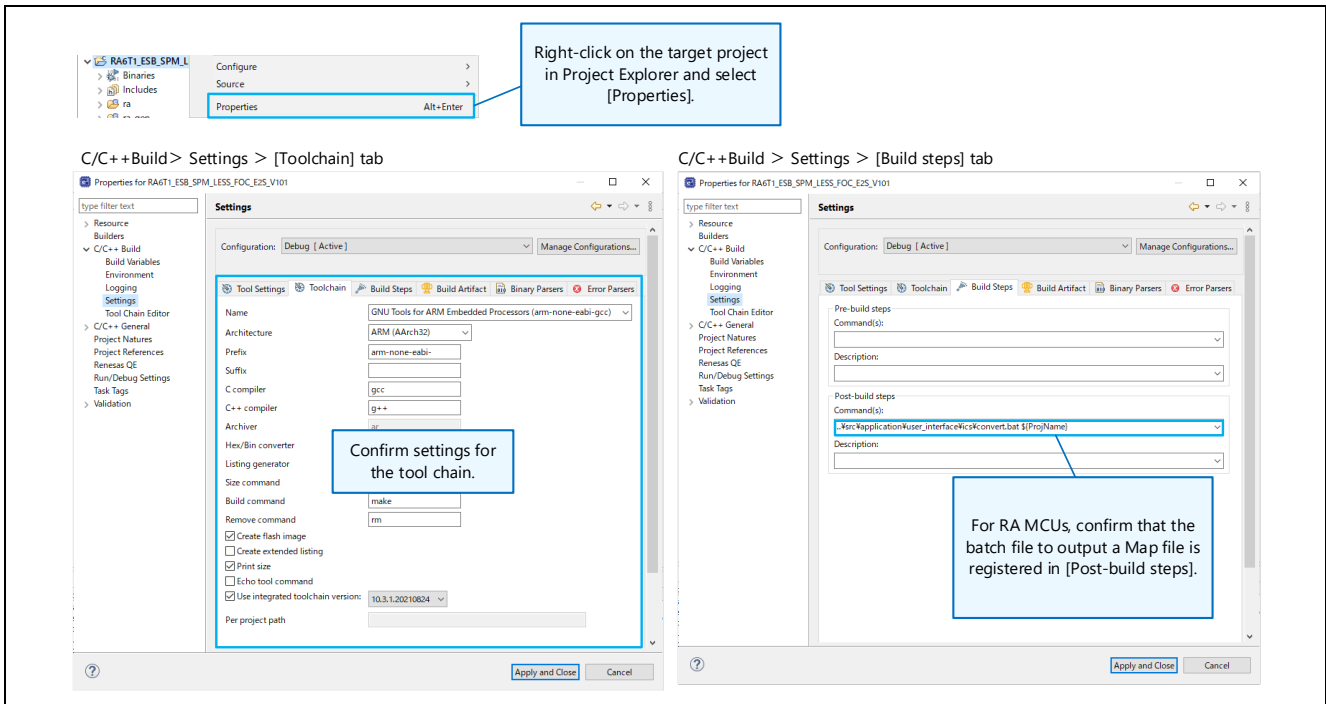 RA6T1_ESB_SPM_L
Binaries
Includes
ra
Configure
Source
Properties Alt+Enter
Right-click on the target project
in Project Explorer and select
[Properties].
C/C++Build> Settings > [Toolchain] tab
Properties for RA6T1_ESB_SPM_LESS_FOC_E2S_V101
type filter text
Settings
Resource
Builders
C/C++ Build
Build Variables
Environment
Logging
Settings
Tool Chain Editor
C/C++ General
Project Natures
Project References
Renesas QE
Run/Debug Settings
Task Tags
Validation
Configuration: Debug [ Active ] Manage Configurations...
Tool Settings Toolchain Build Steps Build Artifact Binary Parsers Error Parsers
Name GNU Tools for ARM Embedded Processors (arm-none-eabi-gcc)
Architecture ARM (AArch32)
Prefix arm-none-eabi-
Suffix
C compiler gcc
C++ compiler g++
Archiver ar
Hex/Bin converter
Listing generator
Size command
Build command make
Remove command rm
Create flash image
Create extended listing
Print size
Echo tool command
Use integrated toolchain version: 10.3.1.20210824
Per project path
Confirm settings for
the tool chain.
Apply and Close Cancel
C/C++Build > Settings > [Build steps] tab
Properties for RA6T1_ESB_SPM_LESS_FOC_E2S_V101
type filter text
Settings
Resource
Builders
C/C++ Build
Build Variables
Environment
Logging
Settings
Tool Chain Editor
C/C++ General
Project Natures
Project References
Renesas QE
Run/Debug Settings
Task Tags
Validation
Configuration: Debug [ Active ] Manage Configurations...
Tool Settings Toolchain Build Steps Build Artifact Binary Parsers Error Parsers
Pre-build steps
Command(s):
Description:
Post-build steps
Command(s):
..¥src¥application¥user_interface¥ics¥convert.bat ${ProjName}
Description:
For RA MCUs, confirm that the
batch file to output a Map file is
registered in [Post-build steps].
Apply and Close Cancel